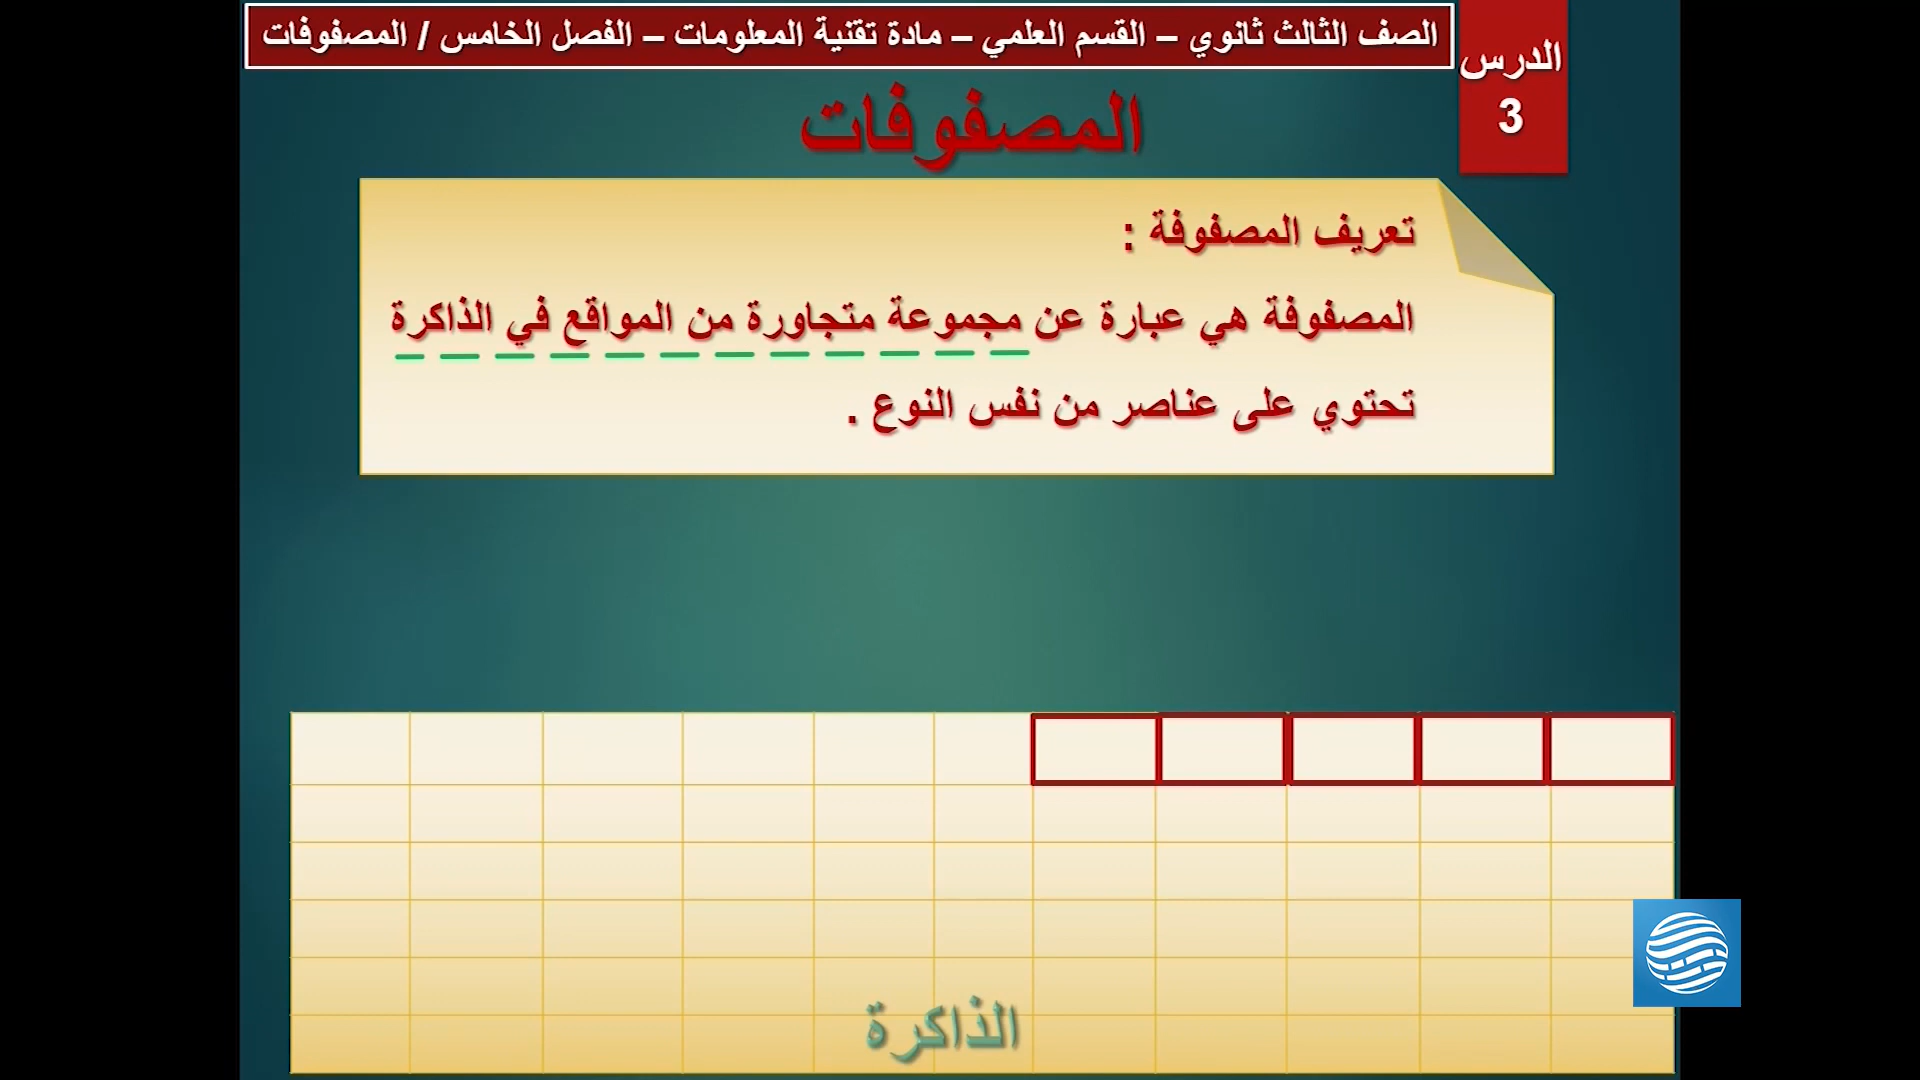 الصف الثالث ثانوي – القسم العلمي – مادة تقنية المعلومات – الفصل الخامس / المصفوفات
الدرس
3
المصفوفات
تعريف المصفوفة :
المصفوفة هي عبارة عن مجموعة متجاورة من المواقع في الذاكرة
تحتوي على عناصر من نفس النوع .
الذاكرة